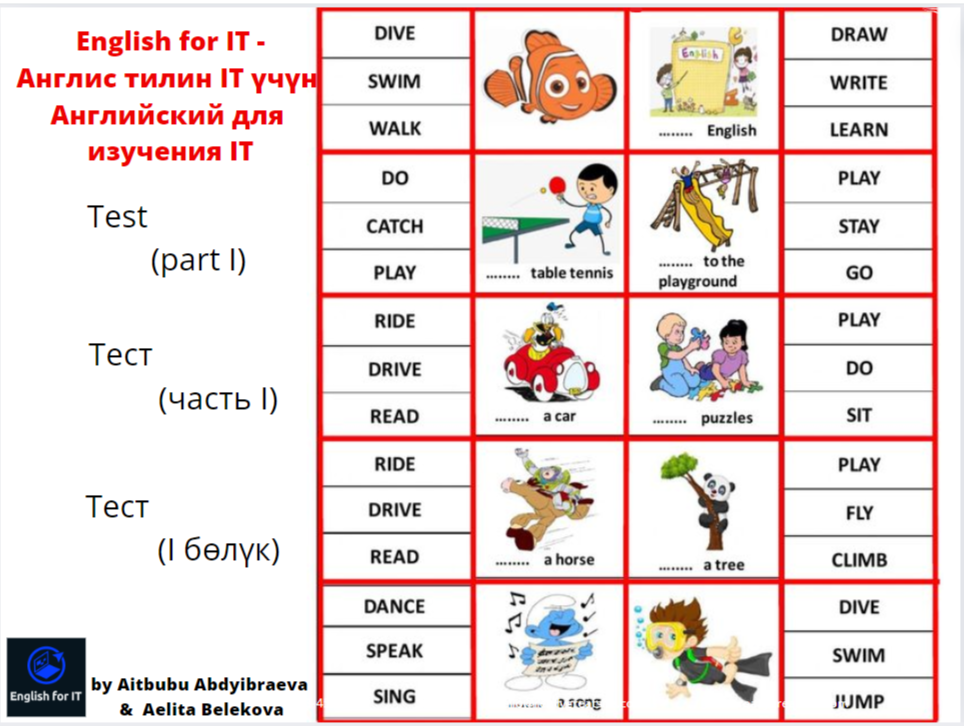 English for IT -
Англис тилин IT үчүн
Английский для
изучения IT
Test
(part I)
Тест
(часть I)
Тест
(I бөлүк)
English for IT
by Aitbubu Abdyibraeva
& Aelita Belekova
DIVE
SWIM
WALK
English
........ English
DRAW
WRITE
LEARN
DO
CATCH
PLAY
........ table tennis
........ to the
playground
PLAY
STAY
GO
RIDE
DRIVE
READ
........ a car
........ puzzles
PLAY
DO
SIT
RIDE
DRIVE
READ
........ a horse
........ a tree
PLAY
FLY
CLIMB
DANCE
SPEAK
SING
a song
DIVE
SWIM
JUMP